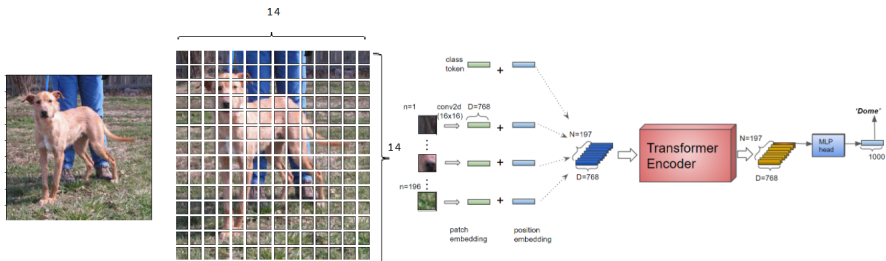 14
14
class
token
+
n=1
conv2d
(16x16)
D=768
+
+
n=196
+
patch
embedding
position
embedding
N=197
D=768
Transformer
Encoder
N=197
D=768
MLP
head
'Dome'
1000